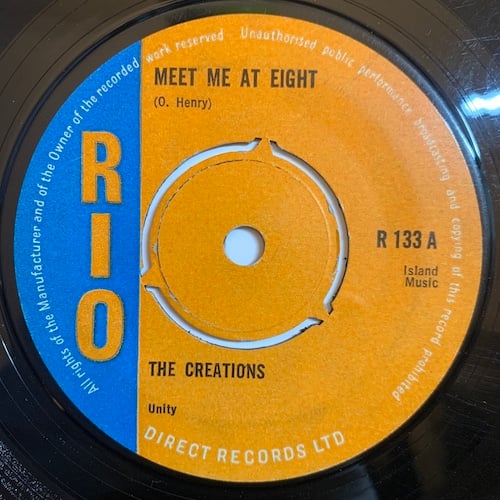 All rights of the Manufacturer and of the Owner of the recorded work reserved
Unauthorised public performance broadcasting and copying of this record prohibited
MEET ME AT EIGHT
(O. Henry)
RIO
R 133 A
Island
Music
THE CREATIONS
Unity
DIRECT RECORDS LTD